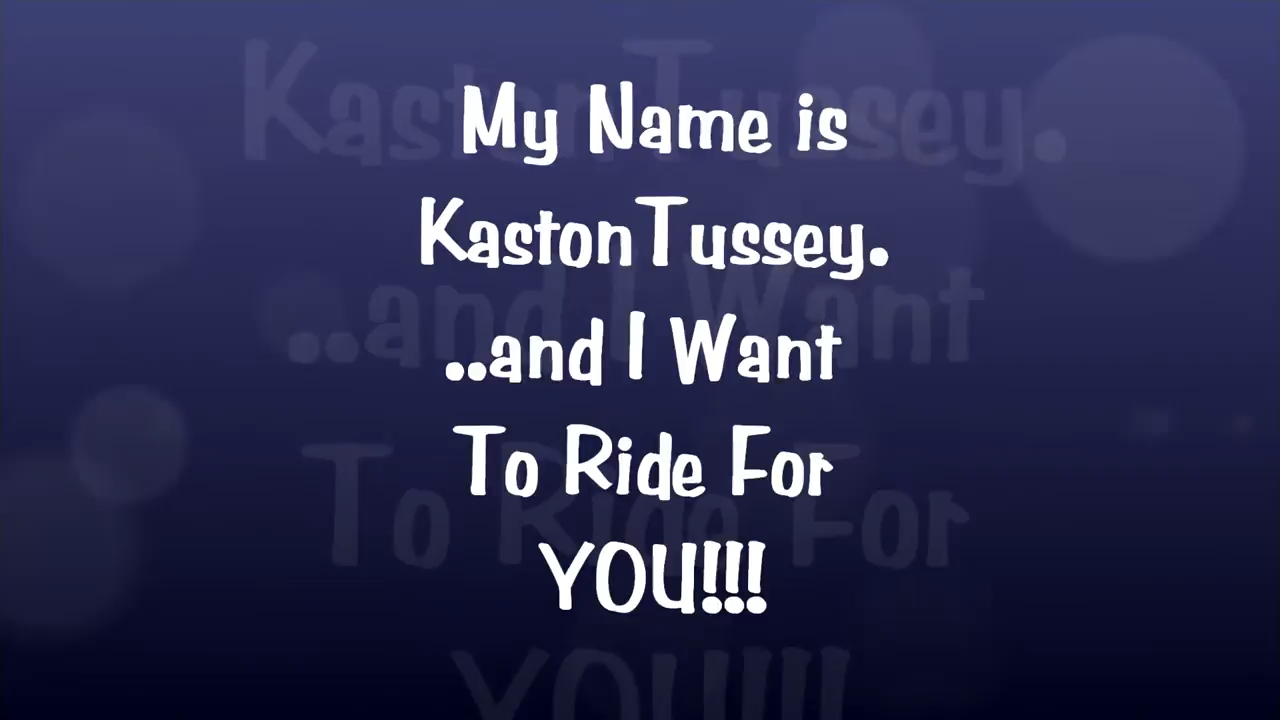 My Name is
Kaston Tussey.
..and I Want
To Ride For
YOU!!!